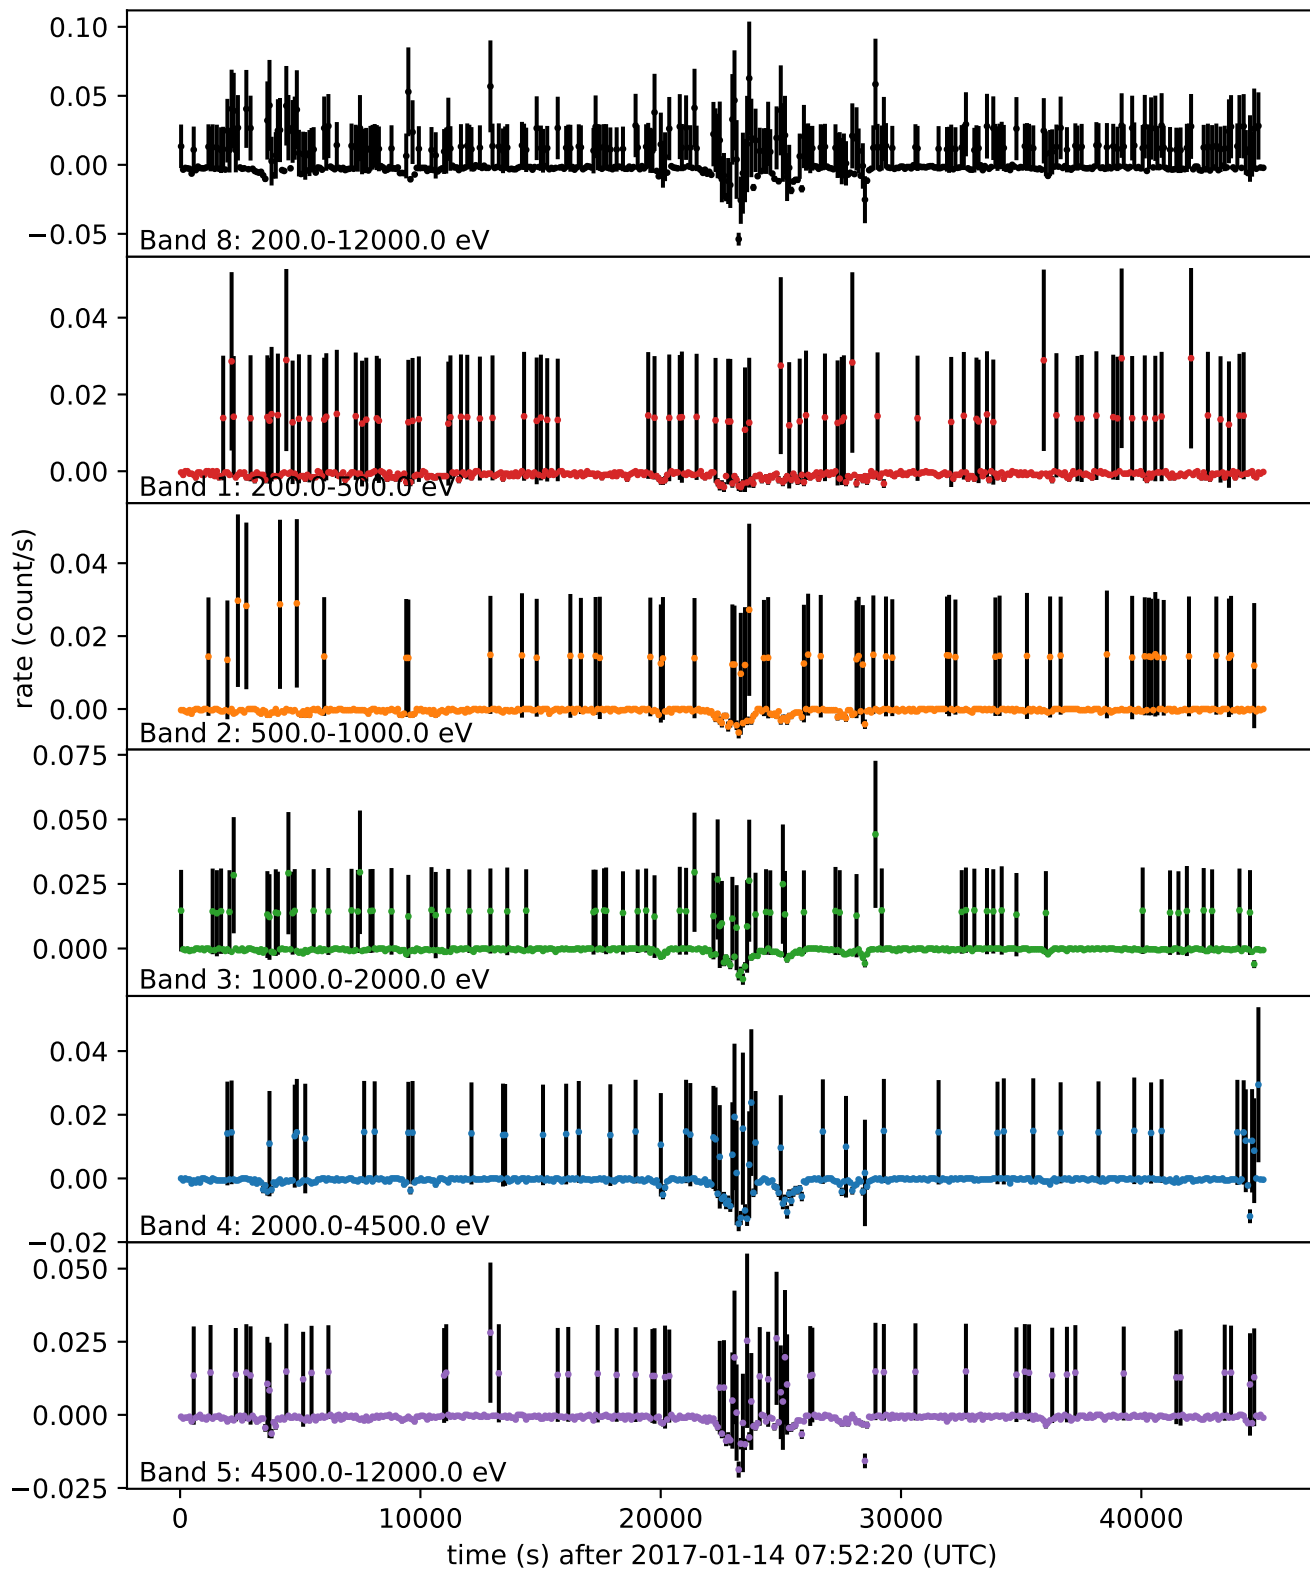 0.10
0.05
0.00
−0.05
Band 8: 200.0-12000.0 eV
0.04
0.02
0.00
Band 1: 200.0-500.0 eV
0.04
0.02
0.00
Band 2: 500.0-1000.0 eV
rate (count/s)
0.075
0.050
0.025
0.000
Band 3: 1000.0-2000.0 eV
0.04
0.02
0.00
−0.02
Band 4: 2000.0-4500.0 eV
0.050
0.025
0.000
−0.025
Band 5: 4500.0-12000.0 eV
0 10000 20000 30000 40000
time (s) after 2017-01-14 07:52:20 (UTC)